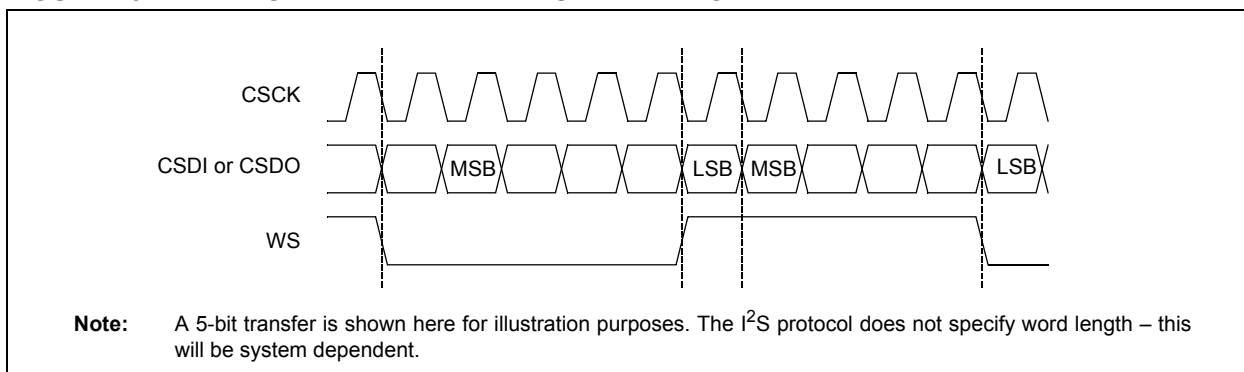 CSCK
CSDI or CSDO
MSB
LSB
MSB
LSB
WS
Note: A 5-bit transfer is shown here for illustration purposes. The I²S protocol does not specify word length – this
will be system dependent.